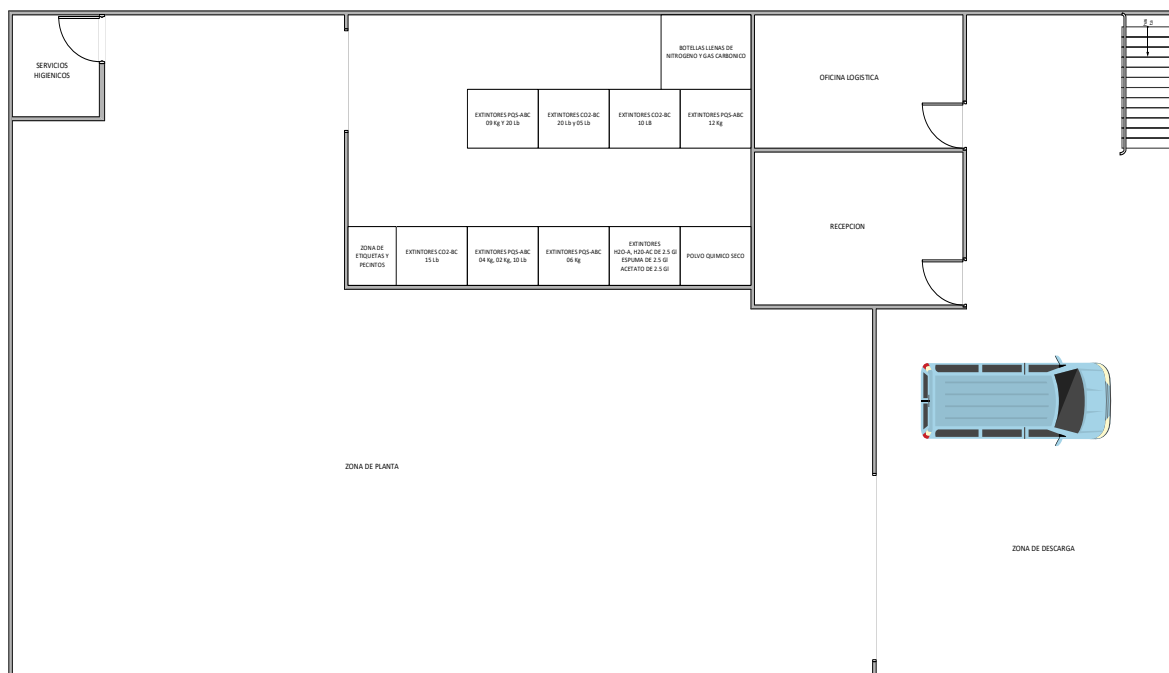 SERVICIOS
HIGIENICOS
BOTELLAS LLENAS DE
NITROGENO Y GAS CARBONICO
OFICINA LOGISTICA
EXTINTORES PQS-ABC
09 Kg Y 20 Lb
EXTINTORES CO2-BC
20 Lb y 05 Lb
EXTINTORES CO2-BC
10 LB
EXTINTORES PQS-ABC
12 Kg
RECEPCION
ZONA DE
ETIQUETAS Y
PECINTOS
EXTINTORES CO2-BC
15 Lb
EXTINTORES PQS-ABC
04 Kg, 02 Kg, 10 Lb
EXTINTORES PQS-ABC
06 Kg
EXTINTORES
H2O-A, H20-AC DE 2.5 Gl
ESPUMA DE 2.5 Gl
ACETATO DE 2.5 Gl
POLVO QUIMICO SECO
ZONA DE PLANTA
ZONA DE DESCARGA